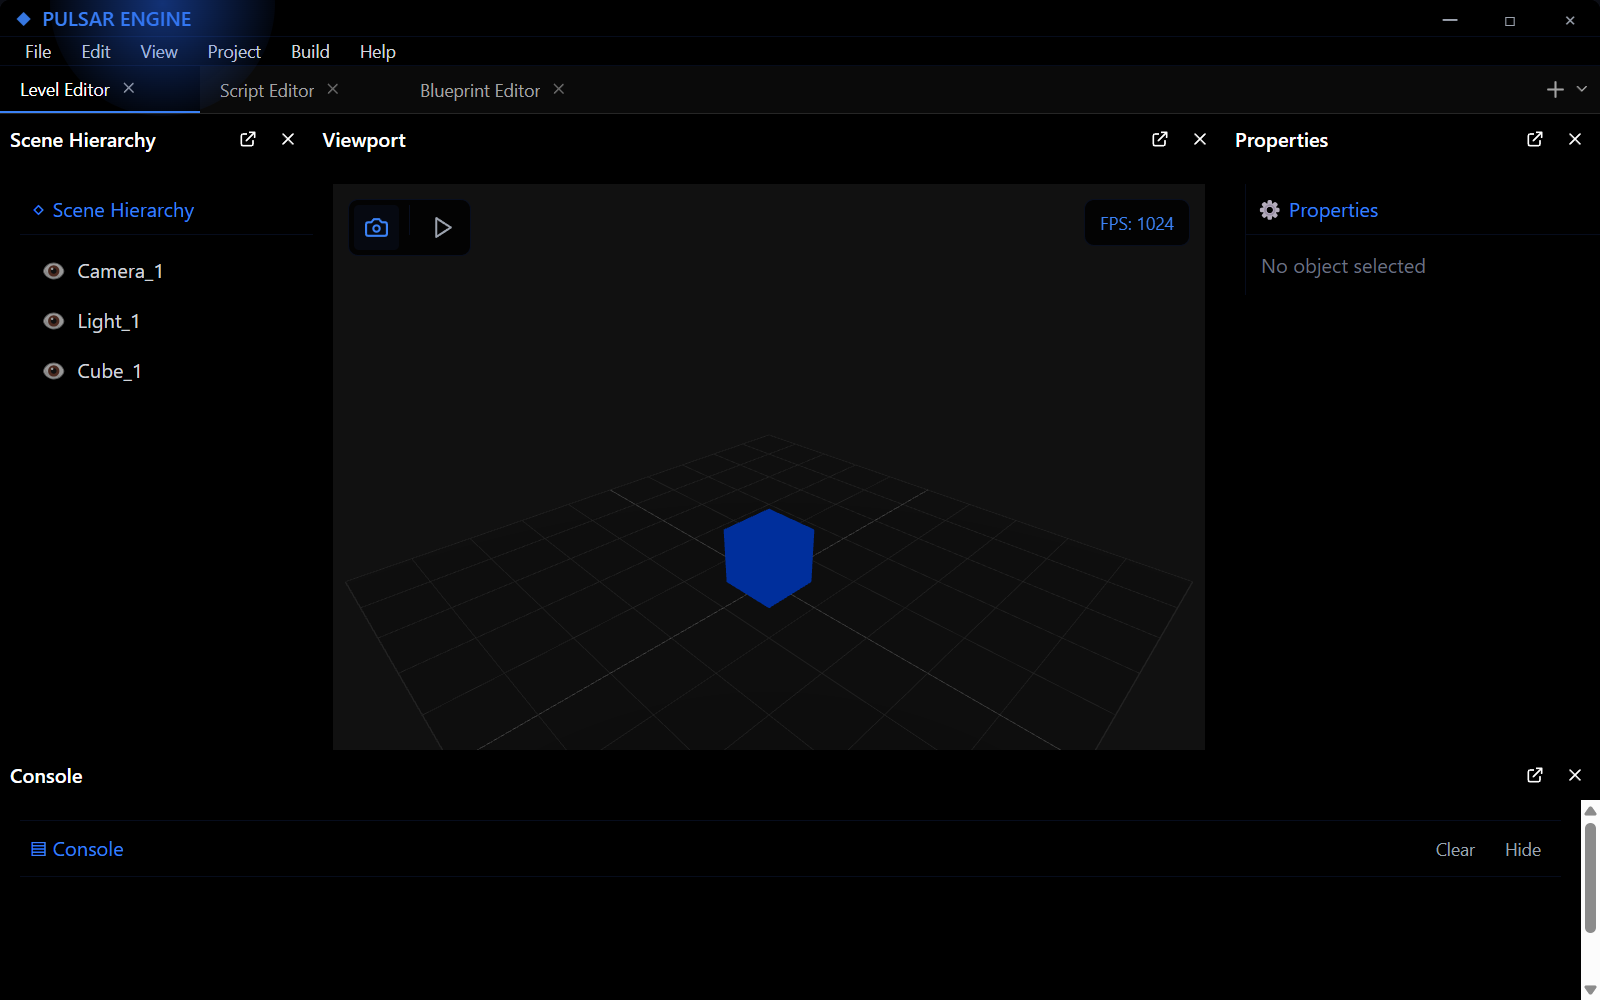 PULSAR ENGINE
File Edit View Project Build Help
Level Editor Script Editor Blueprint Editor
Scene Hierarchy Viewport Properties
Scene Hierarchy
Camera_1
Light_1
Cube_1
FPS: 1024
Properties
No object selected
Console
Console Clear Hide